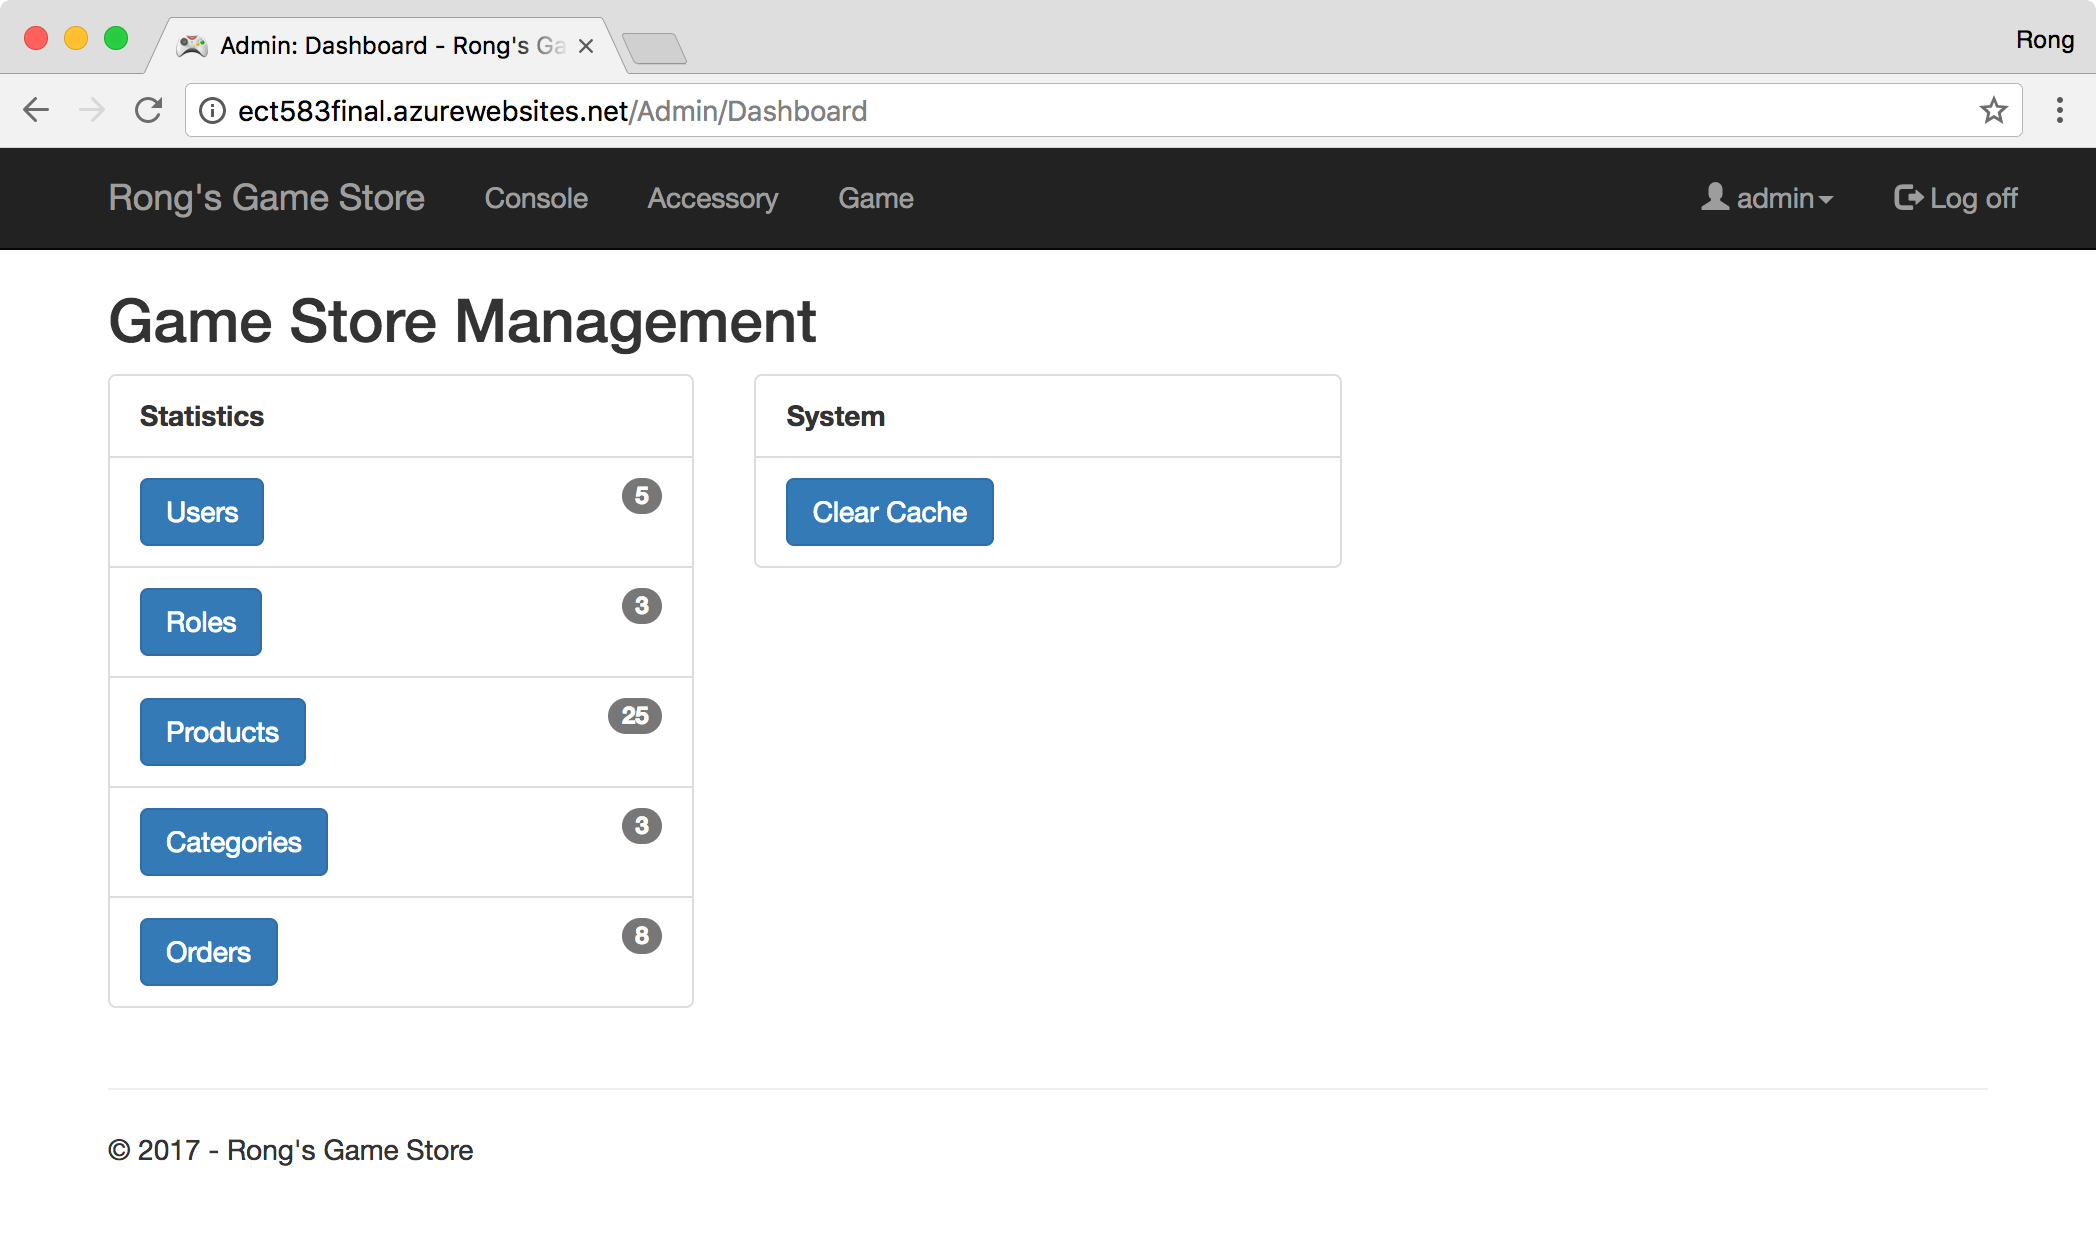 Admin: Dashboard - Rong's Ga
Rong
ect583final.azurewebsites.net/Admin/Dashboard
Rong's Game Store Console Accessory Game admin Log off
Game Store Management
Statistics
Users 5
Roles 3
Products 25
Categories 3
Orders 8
System
Clear Cache
© 2017 - Rong's Game Store